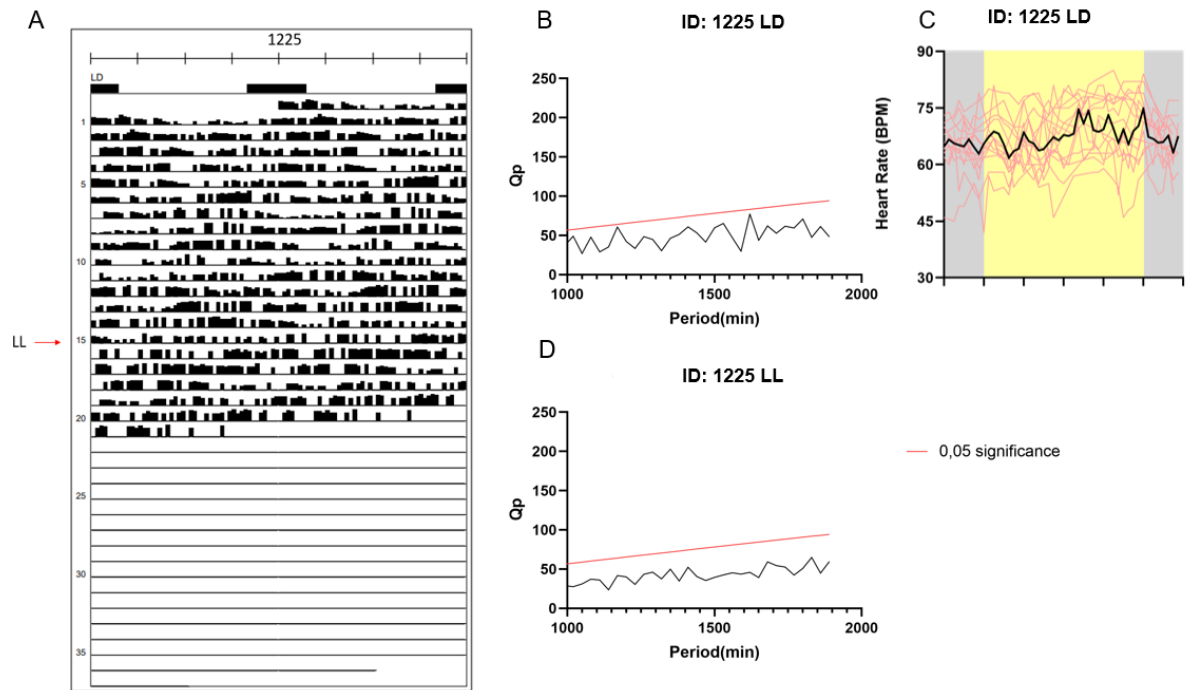 A
1225
LD
1
5
10
LL
15
20
25
30
35
B
ID: 1225 LD
250
200
150
100
50
0
Qp
1000
1500
2000
Period(min)
C
ID: 1225 LD
90
75
60
45
30
Heart Rate (BPM)
D
ID: 1225 LL
250
200
150
100
50
0
Qp
1000
1500
2000
Period(min)
0,05 significance